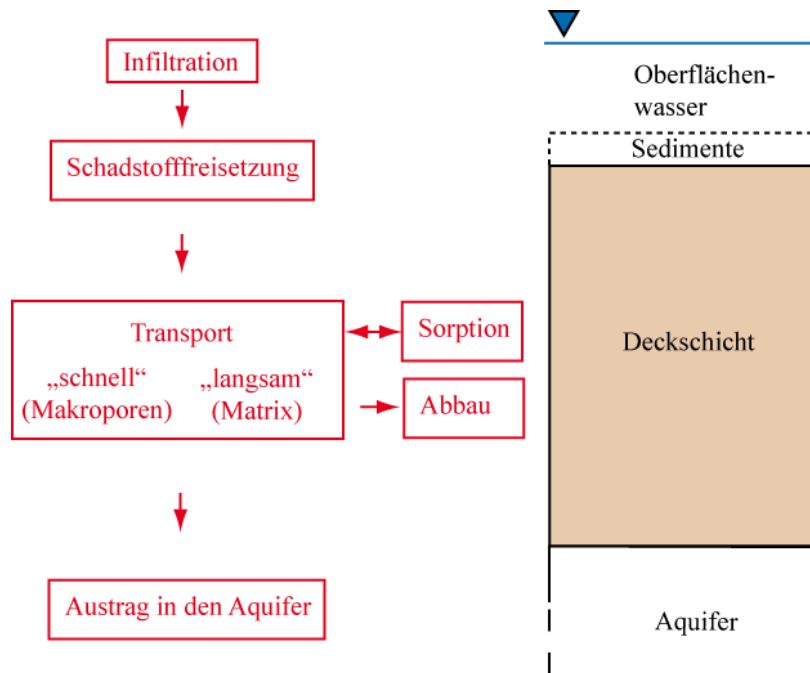 Infiltration
Schadstofffreisetzung
Transport
„schnell“ „langsam“
(Makroporen) (Matrix)
Sorption
Abbau
Austrag in den Aquifer
Oberflächen-
wasser
Sedimente
Deckschicht
Aquifer